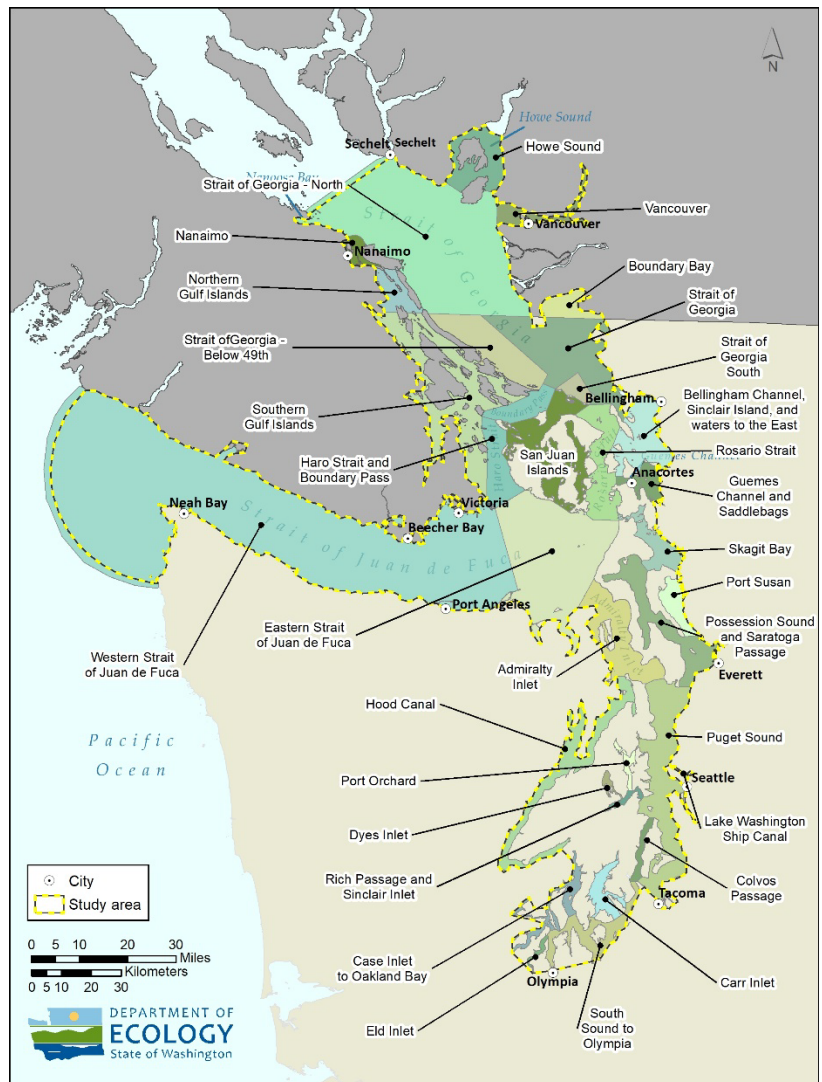 N
Howe Sound
Sechelt
Sechelt
Howe Sound
Nanoose Bay
Strait of Georgia - North
Strait of Georgia
Vancouver
Vancouver
Nanaimo
Nanaimo
Northern
Gulf Islands
Boundary Bay
Strait of
Georgia
Strait ofGeorgia -
Below 49th
Strait of
Georgia
South
Boundary Pass
Bellingham
Bellingham Channel,
Sinclair Island, and
waters to the East
Southern
Gulf Islands
Haro Strait
Haro Strait and
Boundary Pass
San Juan
Islands
Rosario Strait
Guemes Channel
Anacortes
Guemes
Channel and
Saddlebags
Neah Bay
Victoria
Beecher Bay
Strait of Juan de Fuca
Skagit Bay
Port Susan
Port Angeles
Eastern Strait
of Juan de Fuca
Western Strait
of Juan de Fuca
Admiralty Inlet
Possession Sound
and Saratoga
Passage
Admiralty
Inlet
Everett
Hood Canal
Pacific
Ocean
Puget Sound
Port Orchard
Seattle
Dyes Inlet
Lake Washington
Ship Canal
Rich Passage and
Sinclair Inlet
Colvos
Passage
Tacoma
City
Study area
Case Inlet
to Oakland Bay
Carr Inlet
0 5 10 20 30 Miles
Kilometers
0 5 10 20 30
Olympia
Eld Inlet
South
Sound to
Olympia
DEPARTMENT OF
ECOLOGY
State of Washington